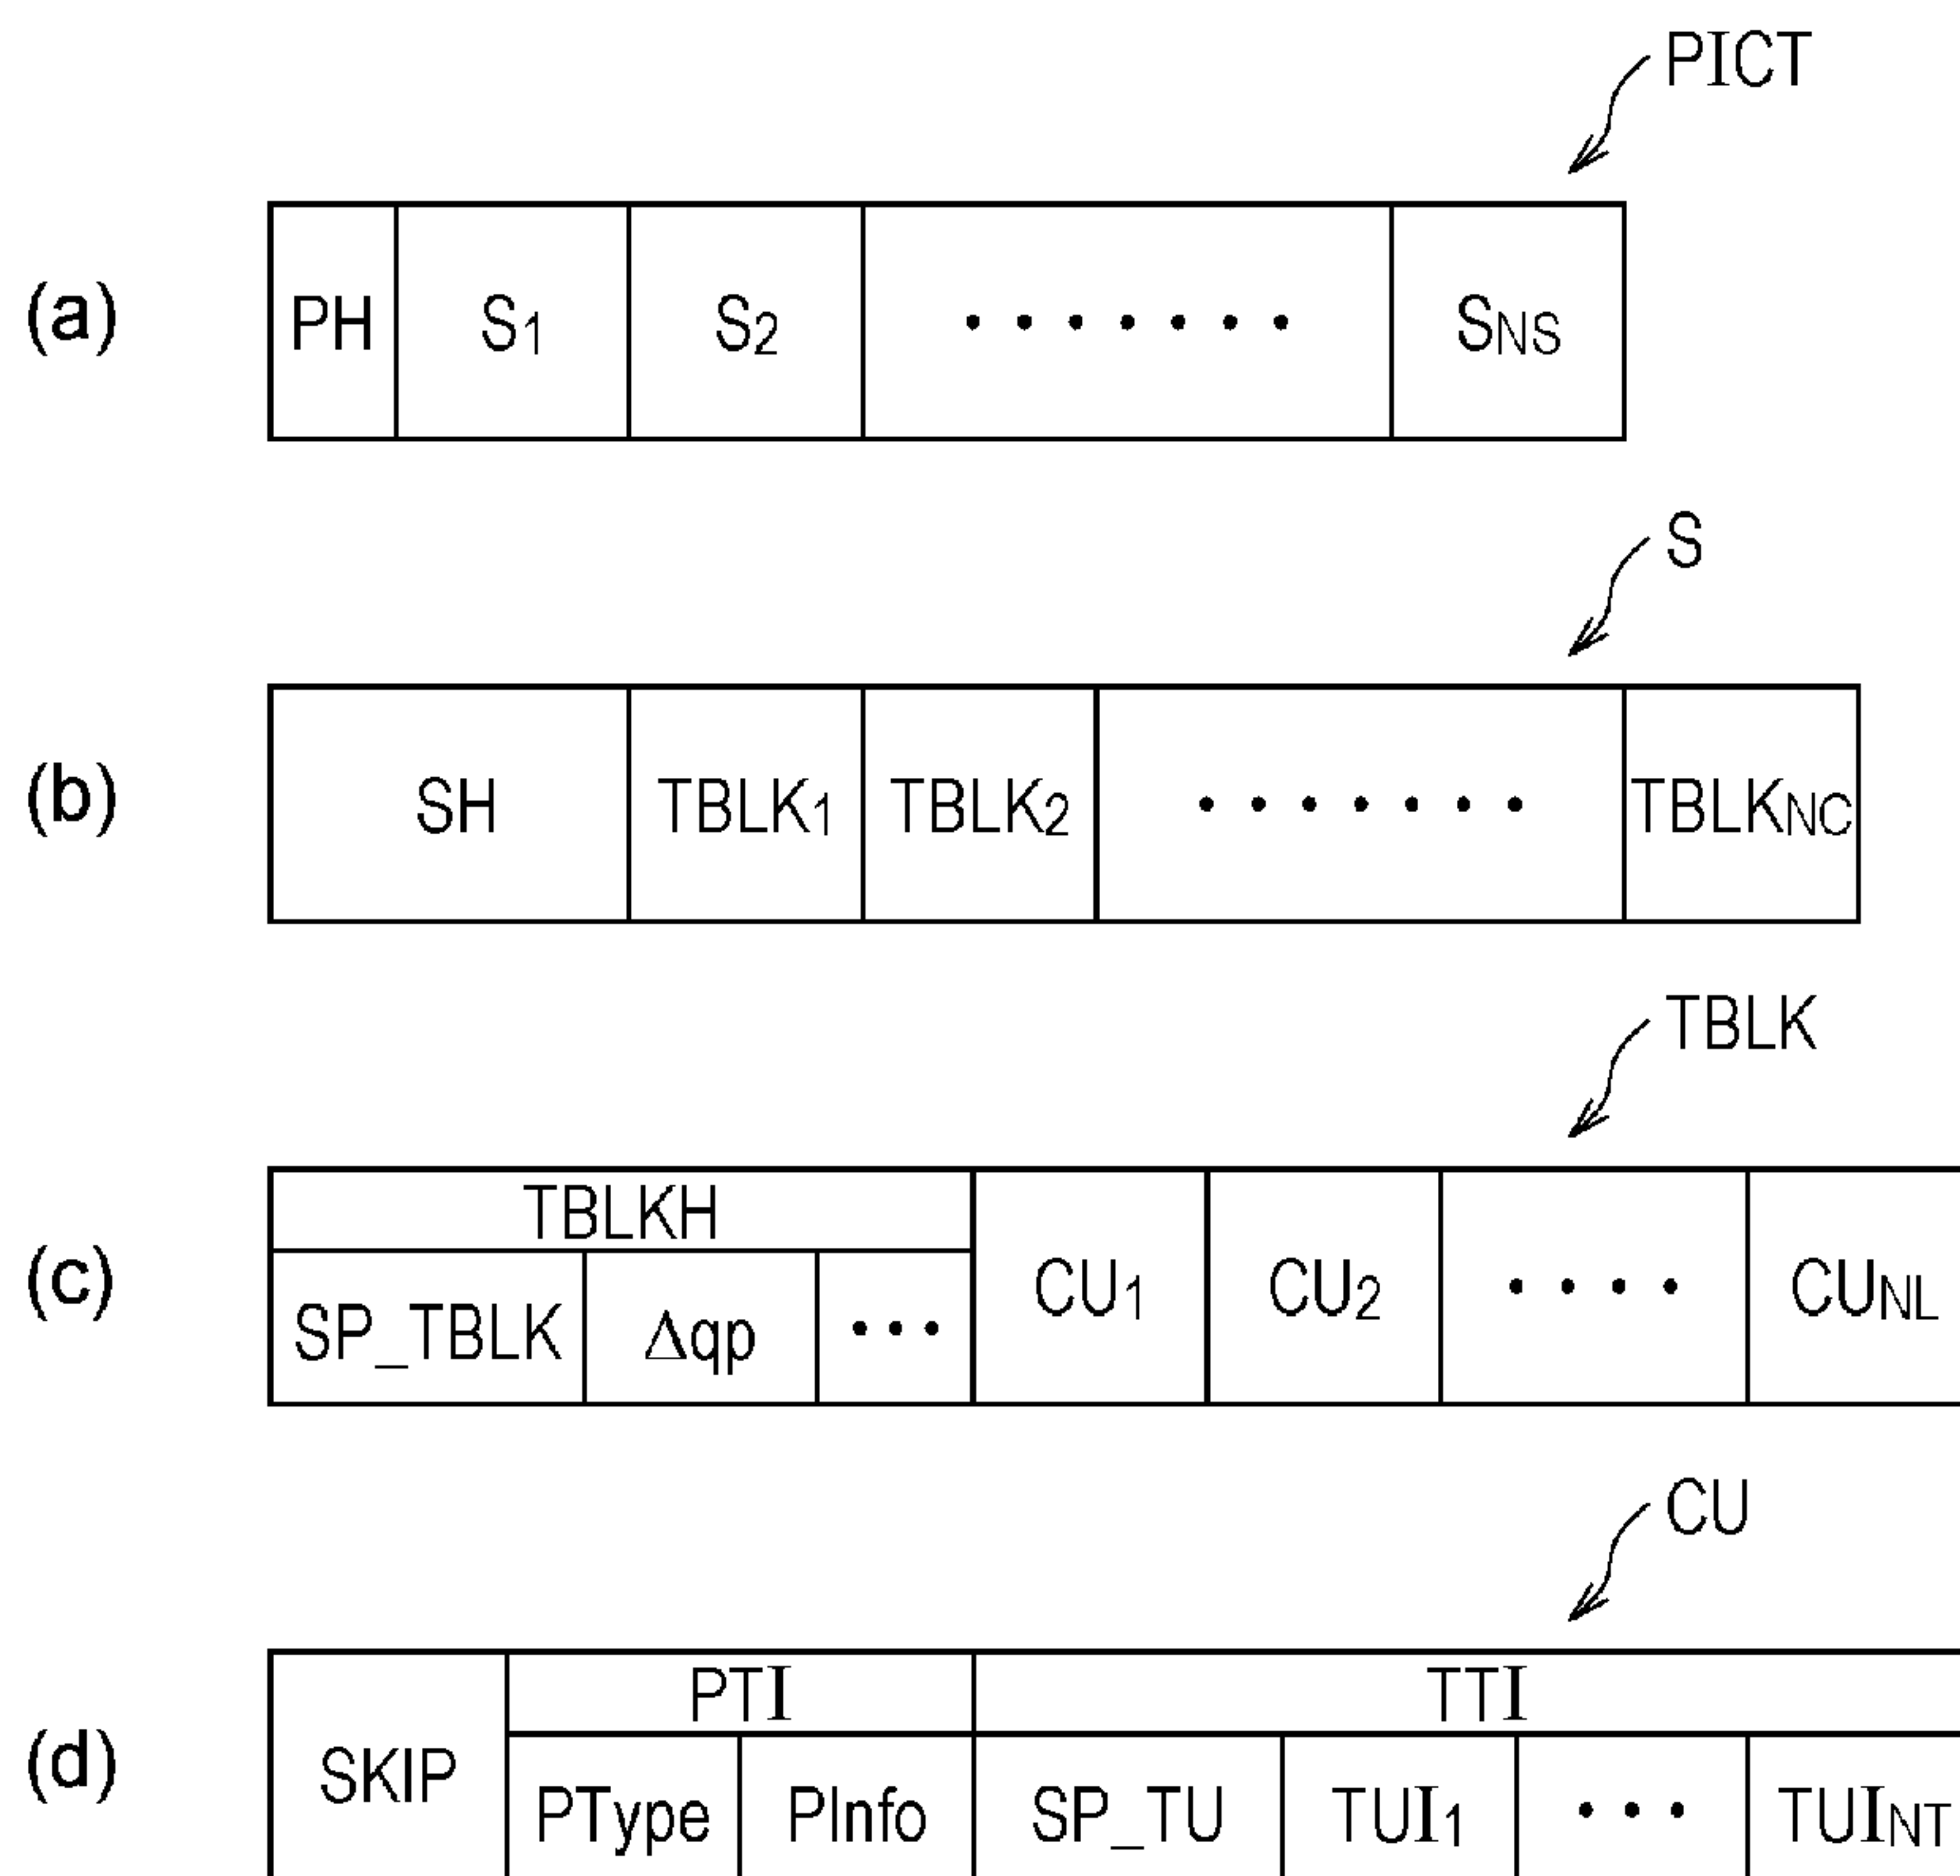 PICT
(a) PH S1 S2 ・・・・・・・ SNS
S
(b) SH TBLK1 TBLK2 ・・・・・・・ TBLKNC
TBLK
(c) TBLKH
SP_TBLK Δqp ・・・ CU1 CU2 ・・・・ CUNL
CU
(d) SKIP PTI TTI
PType PInfo SP_TU TUI1 ・・・ TUINT